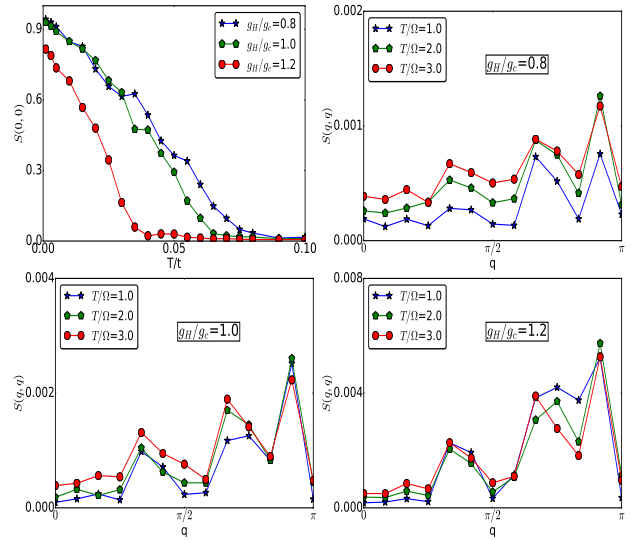 0.9
0.6
0.3
0.0
S(0,0)
g_H/g_c=0.8
g_H/g_c=1.0
g_H/g_c=1.2
0.00
0.05
0.10
T/t
0.002
0.001
0.000
S(q,q)
T/Ω=1.0
T/Ω=2.0
T/Ω=3.0
g_H/g_c=0.8
0
π/2
π
q
0.004
0.002
0.000
S(q,q)
T/Ω=1.0
T/Ω=2.0
T/Ω=3.0
g_H/g_c=1.0
0
π/2
π
q
0.008
0.004
0.000
S(q,q)
T/Ω=1.0
T/Ω=2.0
T/Ω=3.0
g_H/g_c=1.2
0
π/2
π
q